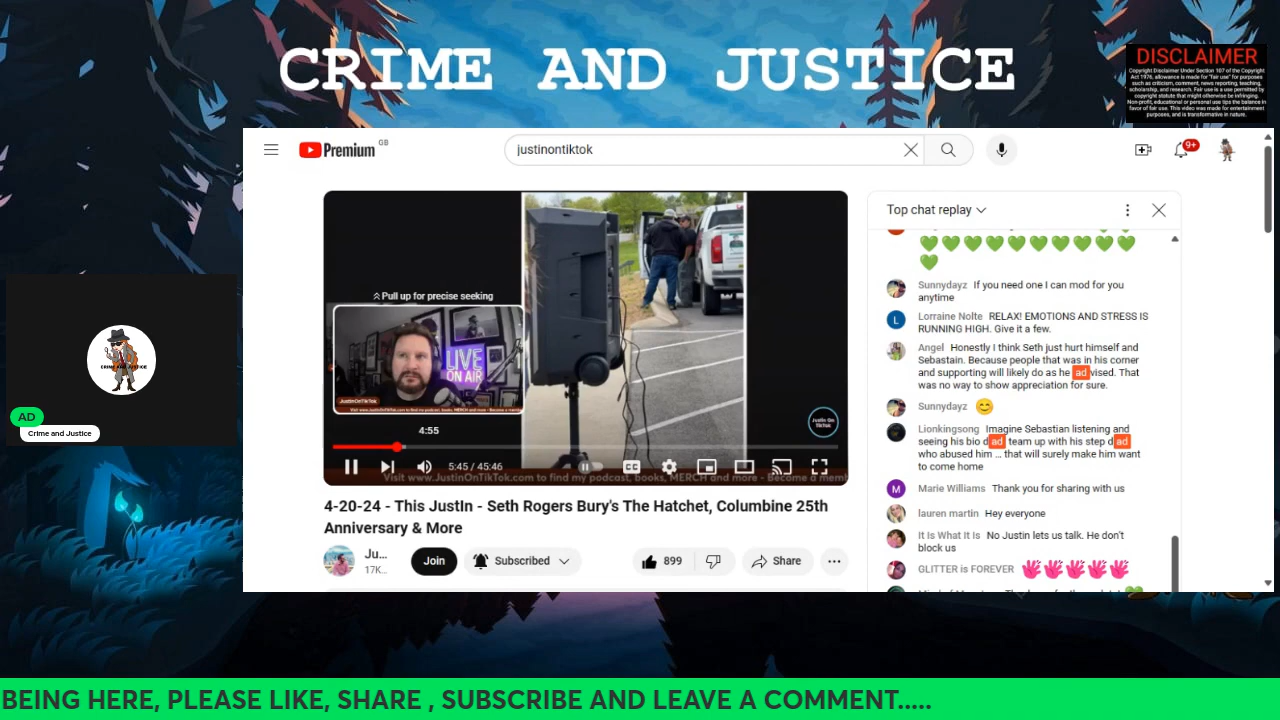 CRIME AND JUSTICE
DISCLAIMER
Copyright Disclaimer Under Section 107 of the Copyright
Act 1976, allowance is made for "fair use" for purposes
such as criticism, comment, news reporting, teaching,
scholarship, and research. Fair use is a use permitted by
copyright statute that might otherwise be infringing.
Non-profit, educational or personal use tips the balance in
favor of fair use. This video was made for entertainment
purposes, and is transformative in nature.
Premium GB
justinontiktok
9+
Pull up for precise seeking
LIVE
ON AIR
JustinOnTikTok
4:55
5:45 / 45:46
CC
Justin On
TikTok
Visit www.JustinOnTikTok.com to find my podcast, books, MERCH and more - Become a memb
4-20-24 - This JustIn - Seth Rogers Bury's The Hatchet, Columbine 25th
Anniversary & More
Ju...
17K...
Join
Subscribed
899
Share
Top chat replay
Sunnydayz If you need one I can mod for you
anytime
L
Lorraine Nolte RELAX! EMOTIONS AND STRESS IS
RUNNING HIGH. Give it a few.
Angel Honestly I think Seth just hurt himself and
Sebastain. Because people that was in his corner
and supporting will likely do as he advised. That
was no way to show appreciation for sure.
Sunnydayz
Lionkingsong Imagine Sebastian listening and
seeing his bio dad team up with his step dad
who abused him ... that will surely make him want
to come home
M
Marie Williams Thank you for sharing with us
lauren martin Hey everyone
It Is What It Is No Justin lets us talk. He don't
block us
GLITTER is FOREVER
CRIME AND JUSTICE
AD
Crime and Justice
BEING HERE, PLEASE LIKE, SHARE , SUBSCRIBE AND LEAVE A COMMENT.....